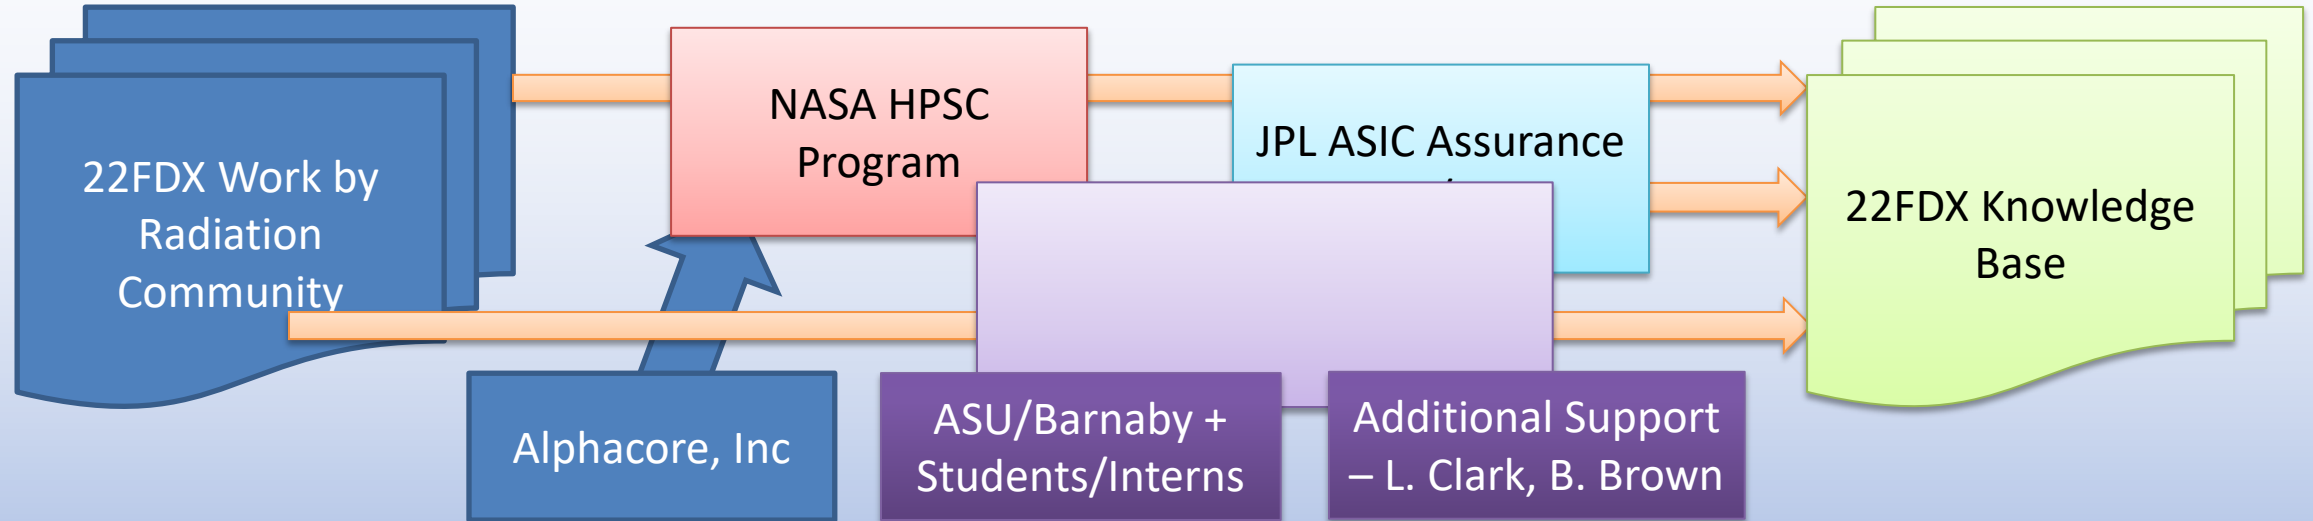 22FDX Work by
Radiation
Community
NASA HPSC
Program
JPL ASIC Assurance
22FDX Knowledge
Base
Alphacore, Inc
ASU/Barnaby +
Students/Interns
Additional Support
– L. Clark, B. Brown